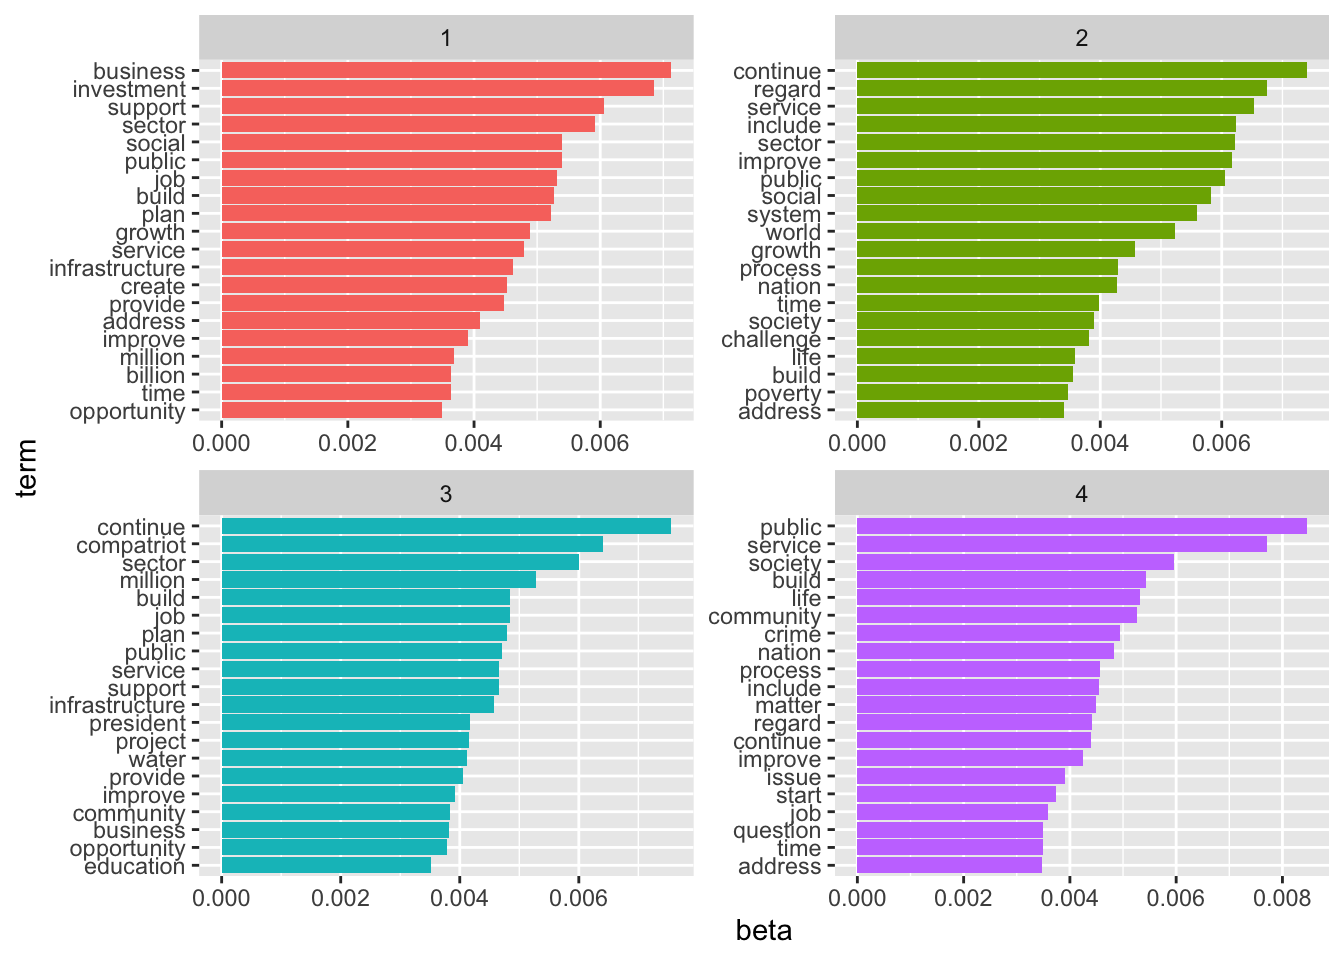 1
business
investment
support
sector
social
public
job
build
plan
growth
service
infrastructure
create
provide
address
improve
million
billion
time
opportunity
0.000 0.002 0.004 0.006
2
continue
regard
service
include
sector
improve
public
social
system
world
growth
process
nation
time
society
challenge
life
build
poverty
address
0.000 0.002 0.004 0.006
term
3
continue
compatriot
sector
million
build
job
plan
public
service
support
infrastructure
president
project
water
provide
improve
community
business
opportunity
education
0.000 0.002 0.004 0.006
4
public
service
society
build
life
community
crime
nation
process
include
matter
regard
continue
improve
issue
start
job
question
time
address
0.000 0.002 0.004 0.006 0.008
beta